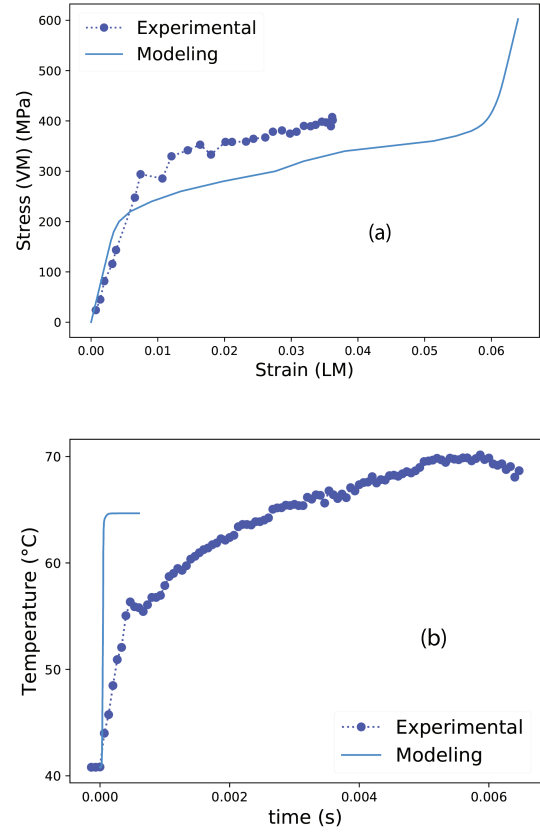 Experimental
Modeling
600
500
400
300
200
100
0
Stress (VM) (MPa)
(a)
0.00 0.01 0.02 0.03 0.04 0.05 0.06
Strain (LM)
70
60
50
40
Temperature (°C)
(b)
Experimental
Modeling
0.000 0.002 0.004 0.006
time (s)